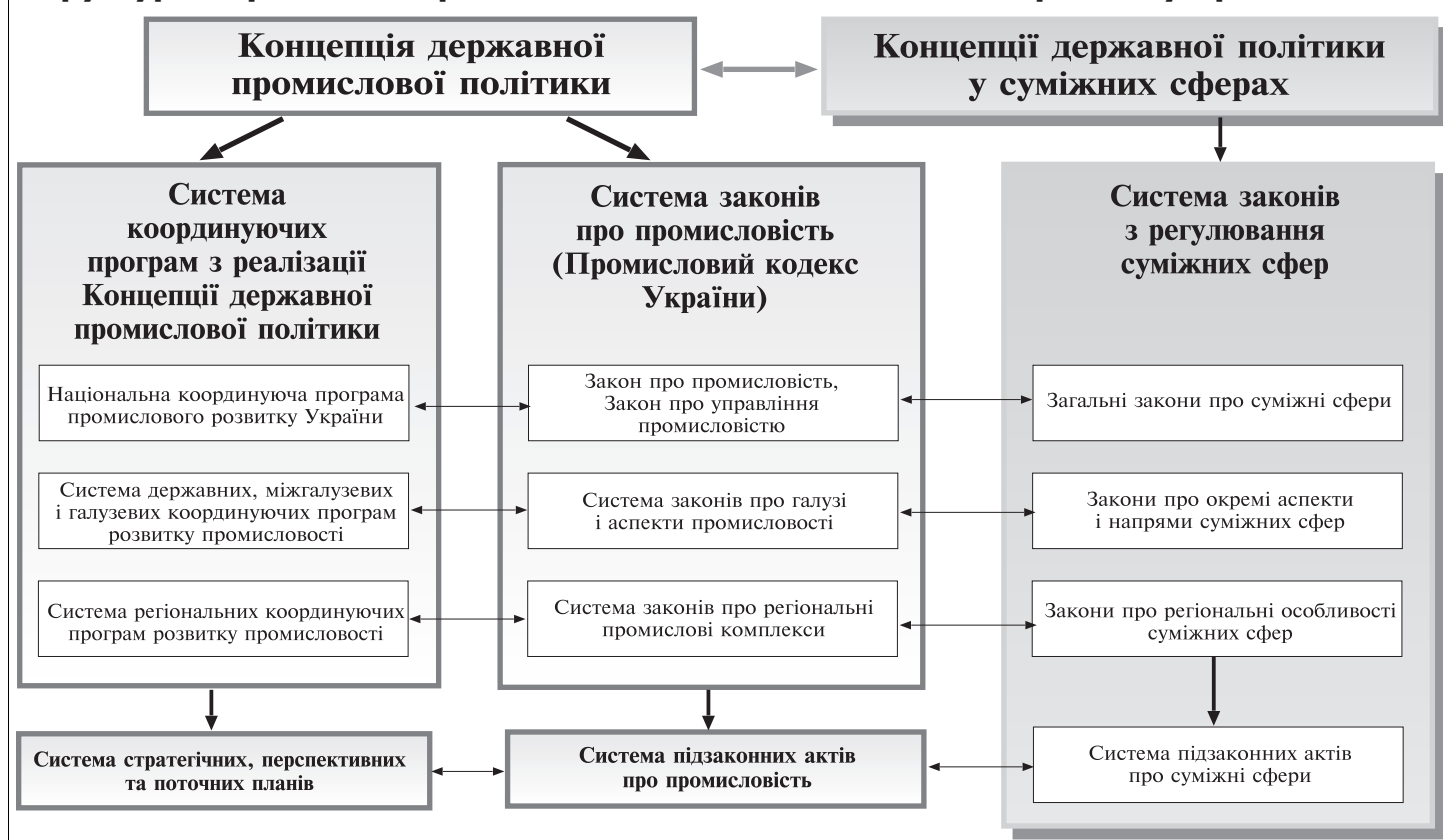 Концепція державної
промислової політики
Концепції державної політики
у суміжних сферах
Система
координуючих
програм з реалізації
Концепції державної
промислової політики
Національна координуюча програма
промислового розвитку України
Система державних, міжгалузевих
і галузевих координуючих програм
розвитку промисловості
Система регіональних координуючих
програм розвитку промисловості
Система стратегічних, перспективних
та поточних планів
Система законів
про промисловість
(Промисловий кодекс
України)
Закон про промисловість,
Закон про управління
промисловістю
Система законів про галузі
і аспекти промисловості
Система законів про регіональні
промислові комплекси
Система підзаконних актів
про промисловість
Система законів
з регулювання
суміжних сфер
Загальні закони про суміжні сфери
Закони про окремі аспекти
і напрями суміжних сфер
Закони про регіональні особливості
суміжних сфер
Система підзаконних актів
про суміжні сфери